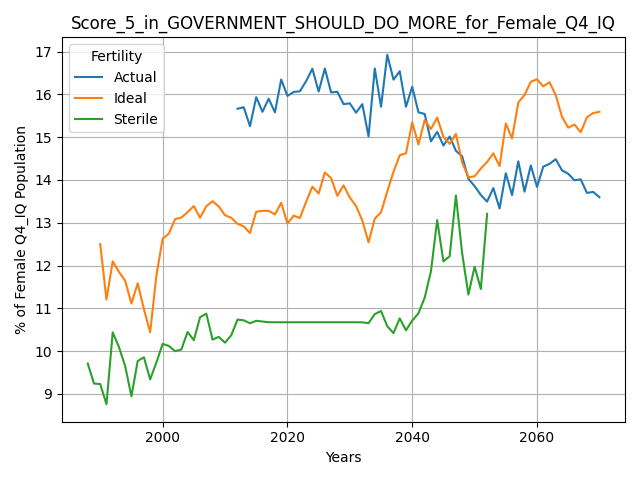 Score_5_in_GOVERNMENT_SHOULD_DO_MORE_for_Female_Q4_IQ
Fertility
Actual
Ideal
Sterile
% of Female Q4_IQ Population
17
16
15
14
13
12
11
10
9
2000 2020 2040 2060
Years